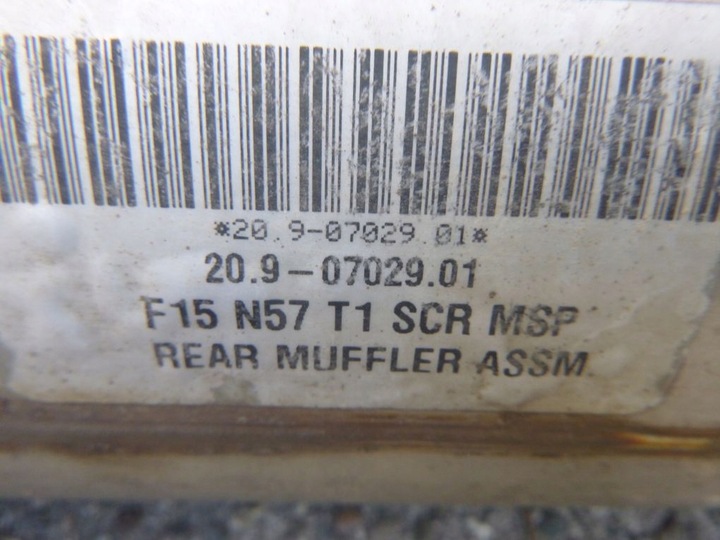 *20.9-07029.01*
20.9-07029.01
F15 N57 T1 SCR MSP
REAR MUFFLER ASSM